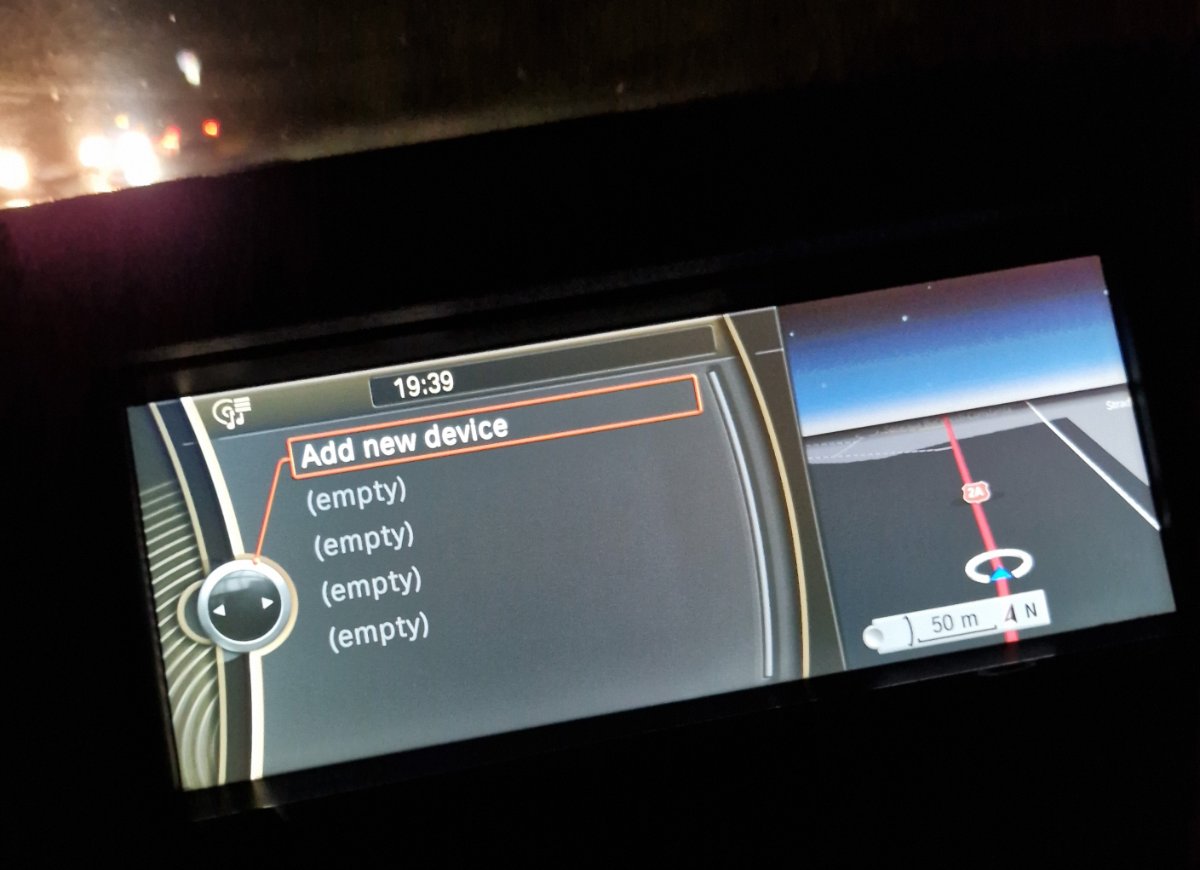 19:39
Add new device
(empty)
(empty)
(empty)
(empty)
2A
50 m
N